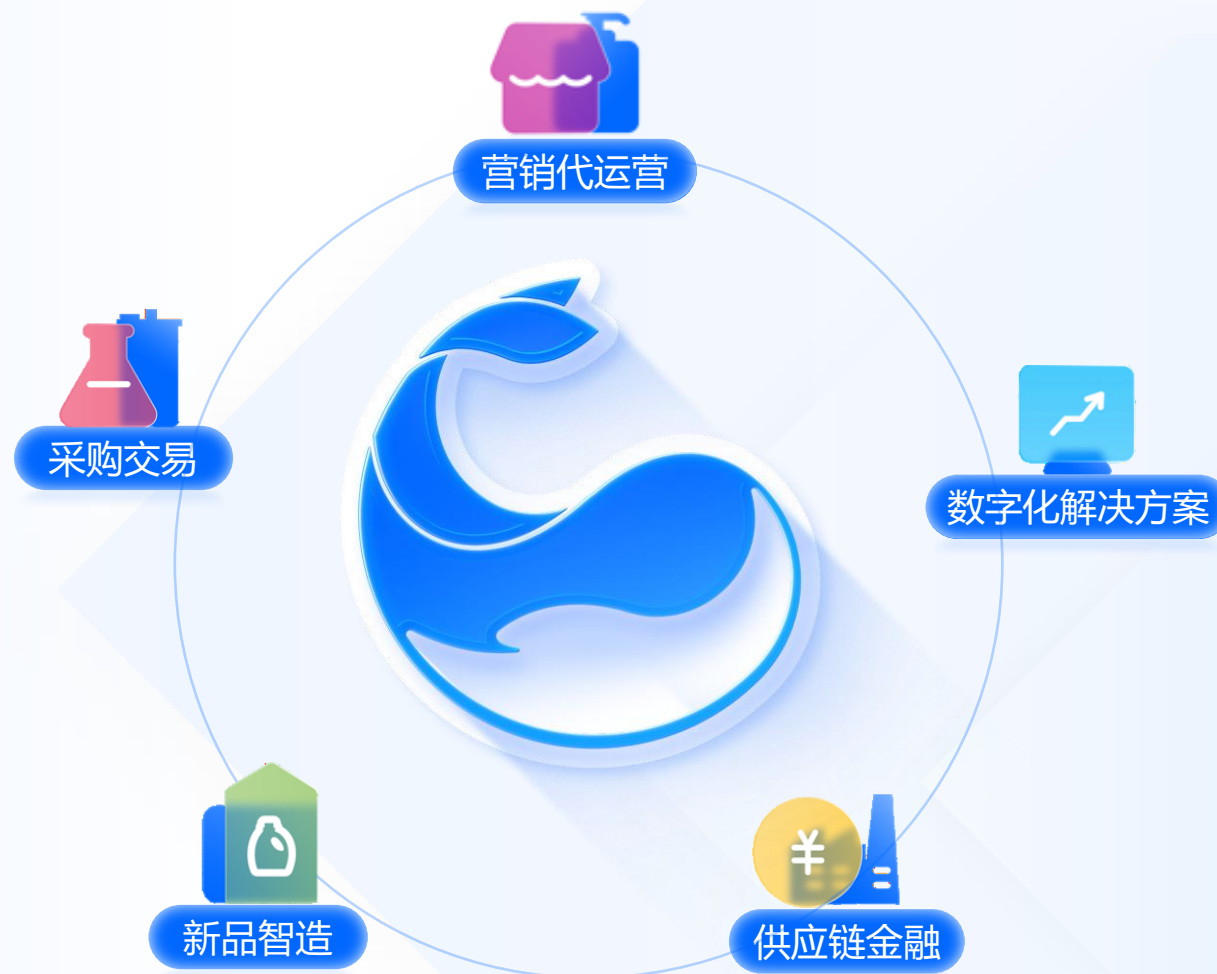 营销代运营
采购交易
数字化解决方案
新品智造
¥
供应链金融